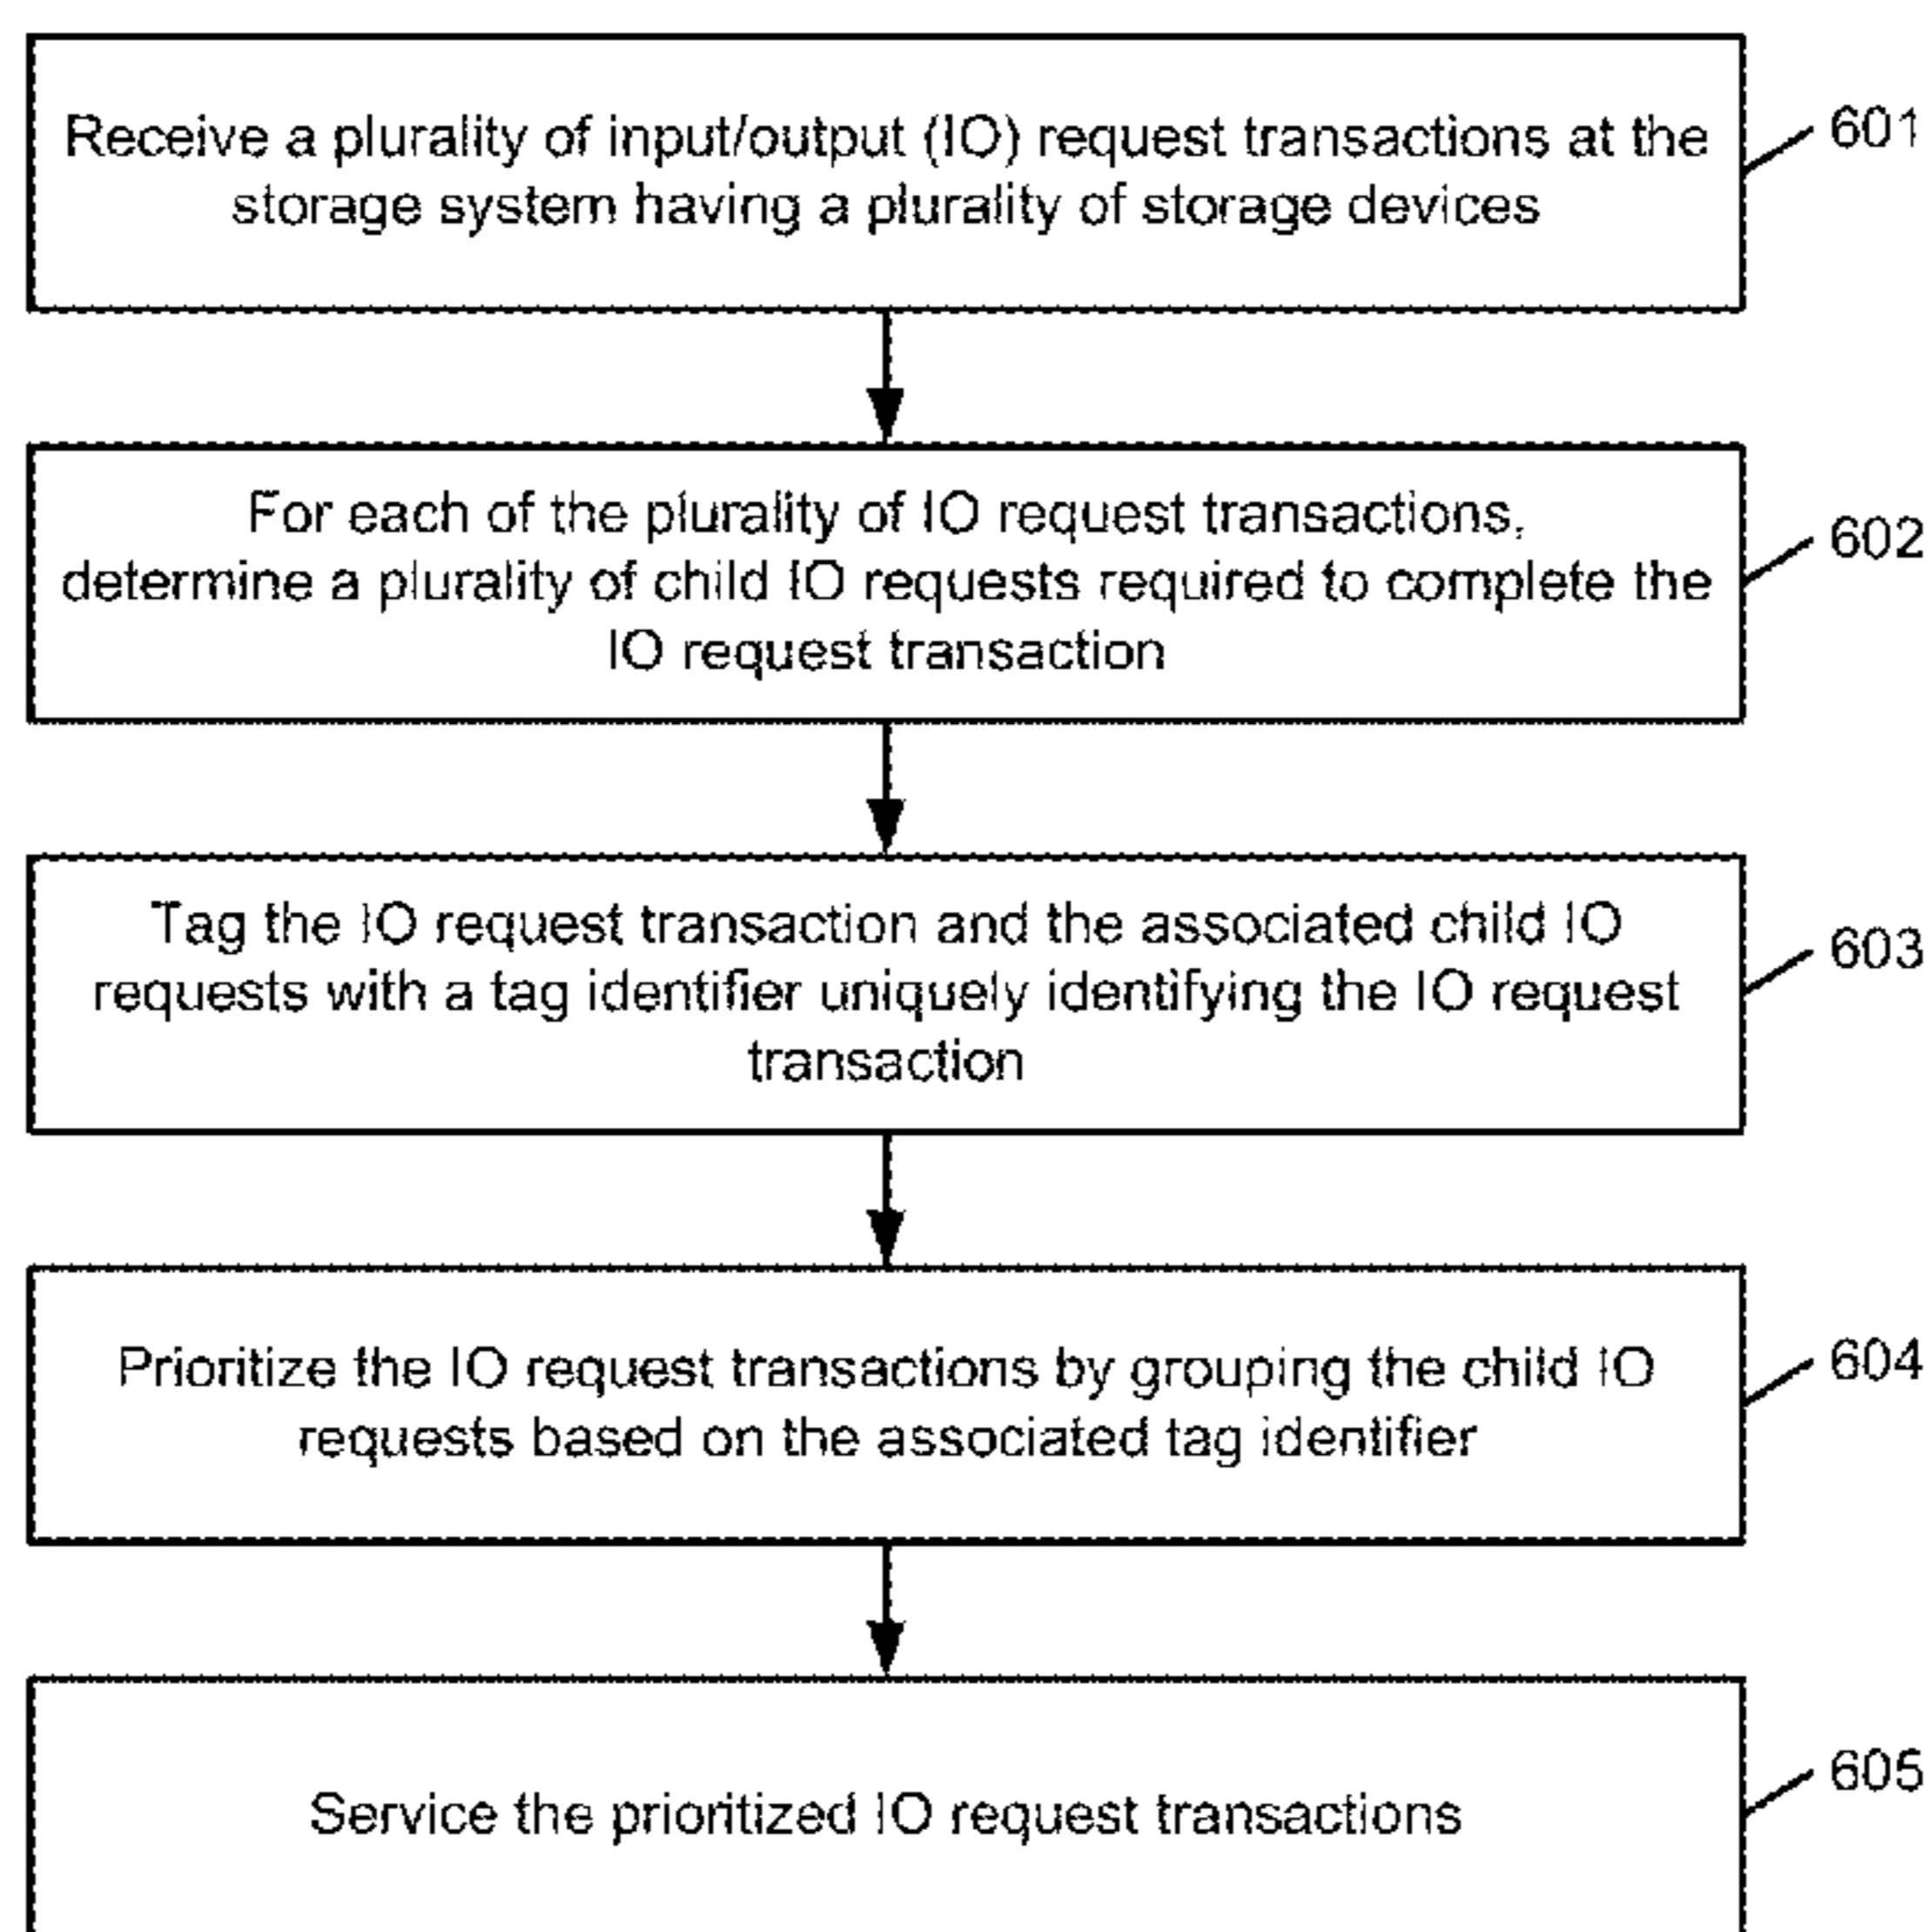 Receive a plurality of input/output (IO) request transactions at the
storage system having a plurality of storage devices
601
For each of the plurality of IO request transactions,
determine a plurality of child IO requests required to complete the
IO request transaction
602
Tag the IO request transaction and the associated child IO
requests with a tag identifier uniquely identifying the IO request
transaction
603
Prioritize the IO request transactions by grouping the child IO
requests based on the associated tag identifier
604
Service the prioritized IO request transactions
605